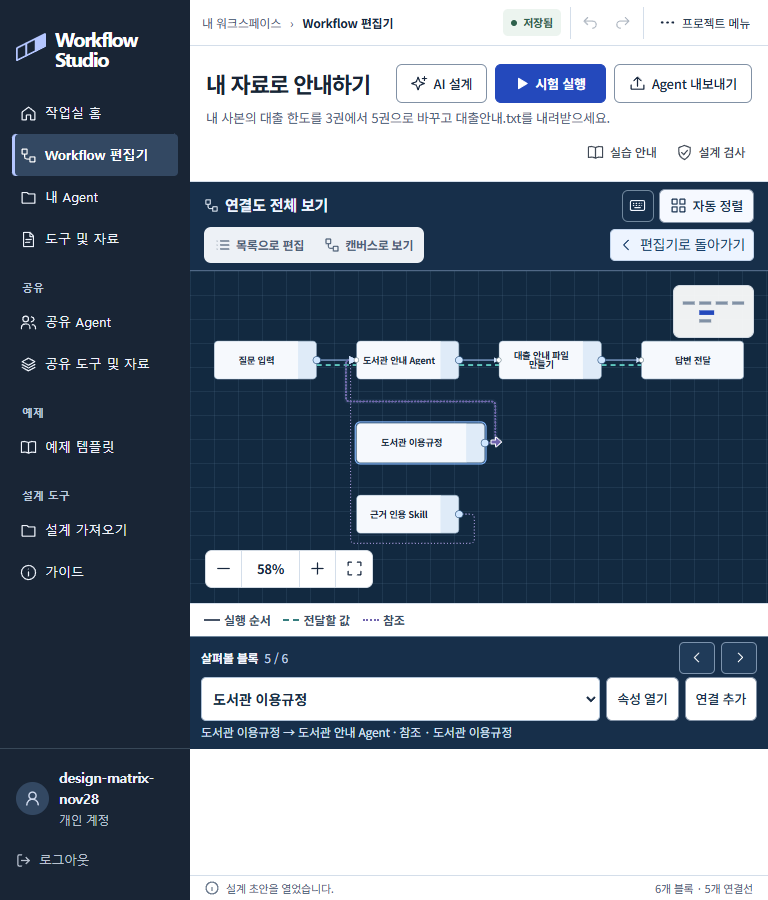 Workflow
Studio
작업실 홈
Workflow 편집기
내 Agent
도구 및 자료
공유
공유 Agent
공유 도구 및 자료
예제
예제 템플릿
설계 도구
설계 가져오기
가이드
design-matrix-
nov28
개인 계정
로그아웃
내 워크스페이스 › Workflow 편집기
저장됨
프로젝트 메뉴
내 자료로 안내하기
AI 설계
시험 실행
Agent 내보내기
내 사본의 대출 한도를 3권에서 5권으로 바꾸고 대출안내.txt를 내려받으세요.
실습 안내
설계 검사
연결도 전체 보기
자동 정렬
목록으로 편집
캔버스로 보기
편집기로 돌아가기
질문 입력
도서관 안내 Agent
대출 안내 파일
만들기
답변 전달
도서관 이용규정
근거 인용 Skill
58%
실행 순서
전달할 값
참조
살펴볼 블록 5 / 6
도서관 이용규정
속성 열기
연결 추가
도서관 이용규정 → 도서관 안내 Agent · 참조 · 도서관 이용규정
설계 초안을 열었습니다.
6개 블록 · 5개 연결선